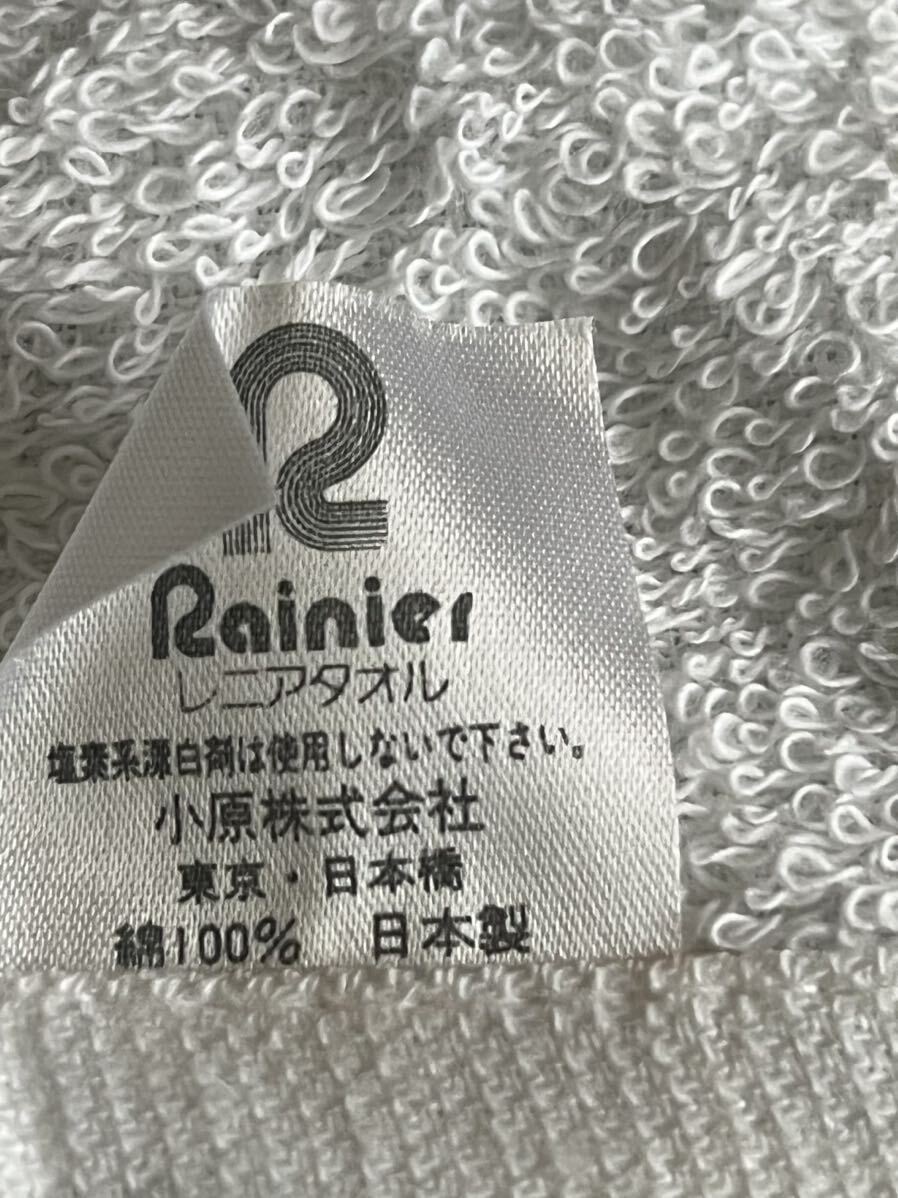 Rainier
レニアタオル
塩素系漂白剤は使用しないで下さい。
小原株式会社
東京・日本橋
綿100% 日本製